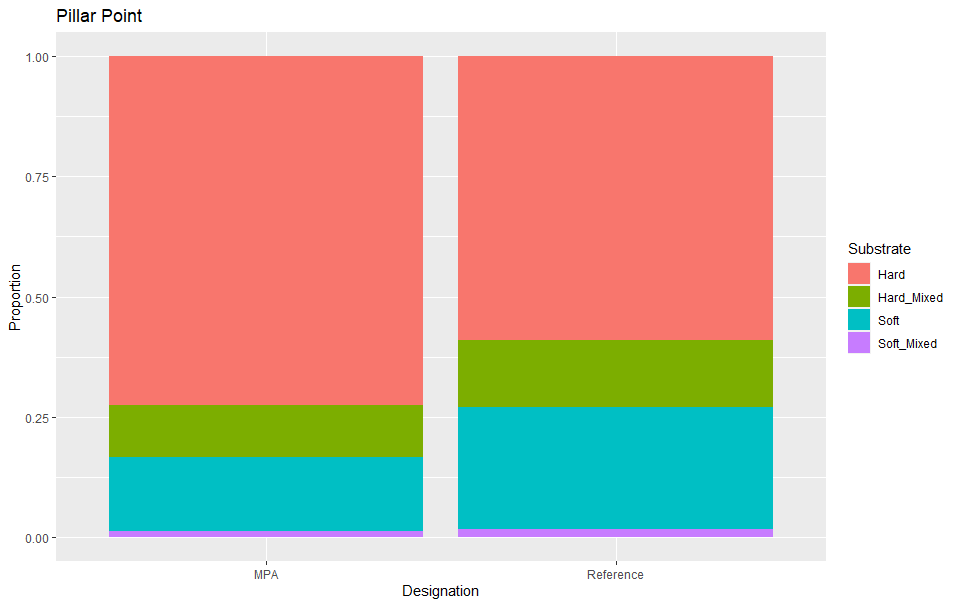 Pillar Point
1.00
0.75
0.50
0.25
0.00
Proportion
MPA
Reference
Designation
Substrate
Hard
Hard_Mixed
Soft
Soft_Mixed